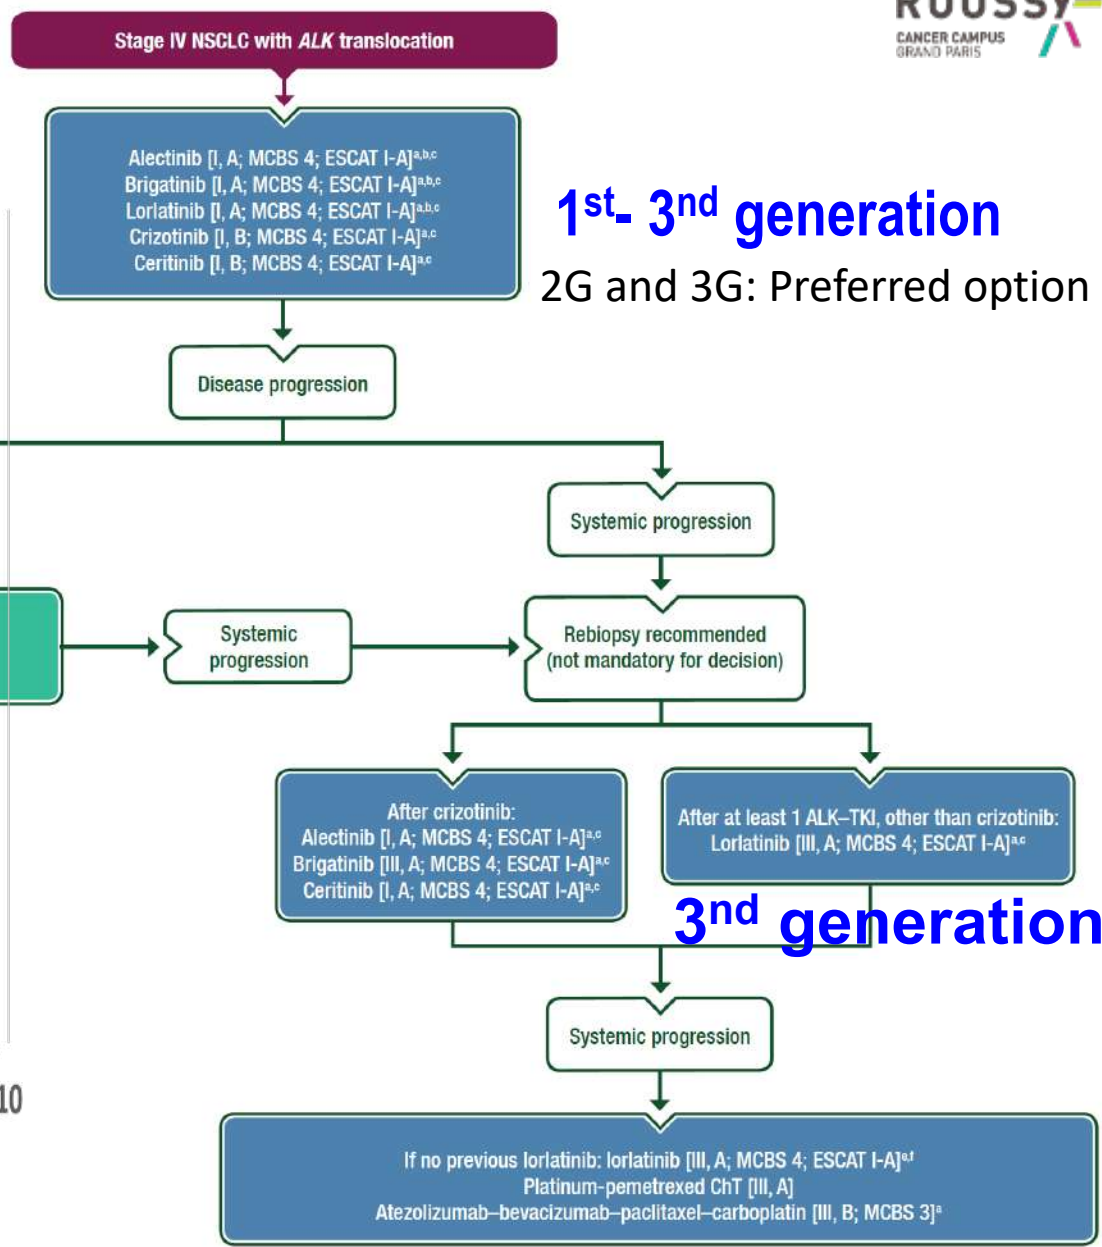 ROUSSY
CANCER CAMPUS
GRAND PARIS
Stage IV NSCLC with ALK translocation
Alectinib [I, A; MCBS 4; ESCAT I-A]a,b,c
Brigatinib [I, A; MCBS 4; ESCAT I-A]a,b,c
Lorlatinib [I, A; MCBS 4; ESCAT I-A]a,b,c
Crizotinib [I, B; MCBS 4; ESCAT I-A]a,c
Ceritinib [I, B; MCBS 4; ESCAT I-A]a,c
1st- 3nd generation
2G and 3G: Preferred option
Disease progression
Systemic progression
Systemic
progression
Rebiopsy recommended
(not mandatory for decision)
After crizotinib:
Alectinib [I, A; MCBS 4; ESCAT I-A]a,c
Brigatinib [III, A; MCBS 4; ESCAT I-A]a,c
Ceritinib [I, A; MCBS 4; ESCAT I-A]a,c
After at least 1 ALK–TKI, other than crizotinib:
Lorlatinib [III, A; MCBS 4; ESCAT I-A]a,c
3nd generation
Systemic progression
10
If no previous lorlatinib: lorlatinib [III, A; MCBS 4; ESCAT I-A]e,f
Platinum-pemetrexed ChT [III, A]
Atezolizumab–bevacizumab–paclitaxel–carboplatin [III, B; MCBS 3]a